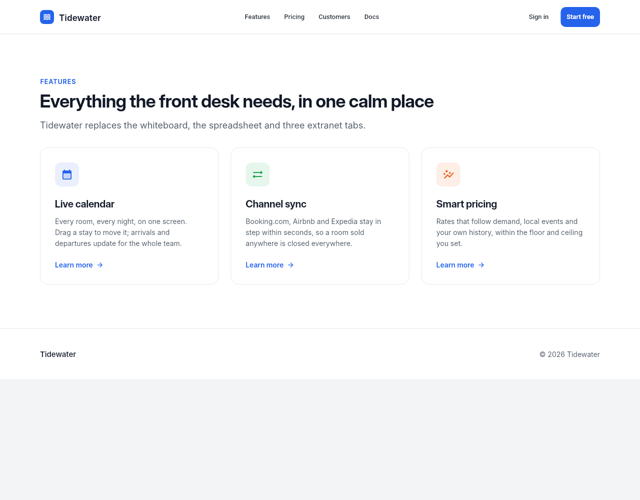 Tidewater
Features
Pricing
Customers
Docs
Sign in
Start free
FEATURES
Everything the front desk needs, in one calm place
Tidewater replaces the whiteboard, the spreadsheet and three extranet tabs.
Live calendar
Every room, every night, on one screen.
Drag a stay to move it; arrivals and
departures update for the whole team.
Learn more →
Channel sync
Booking.com, Airbnb and Expedia stay in
step within seconds, so a room sold
anywhere is closed everywhere.
Learn more →
Smart pricing
Rates that follow demand, local events and
your own history, within the floor and ceiling
you set.
Learn more →
Tidewater
© 2026 Tidewater